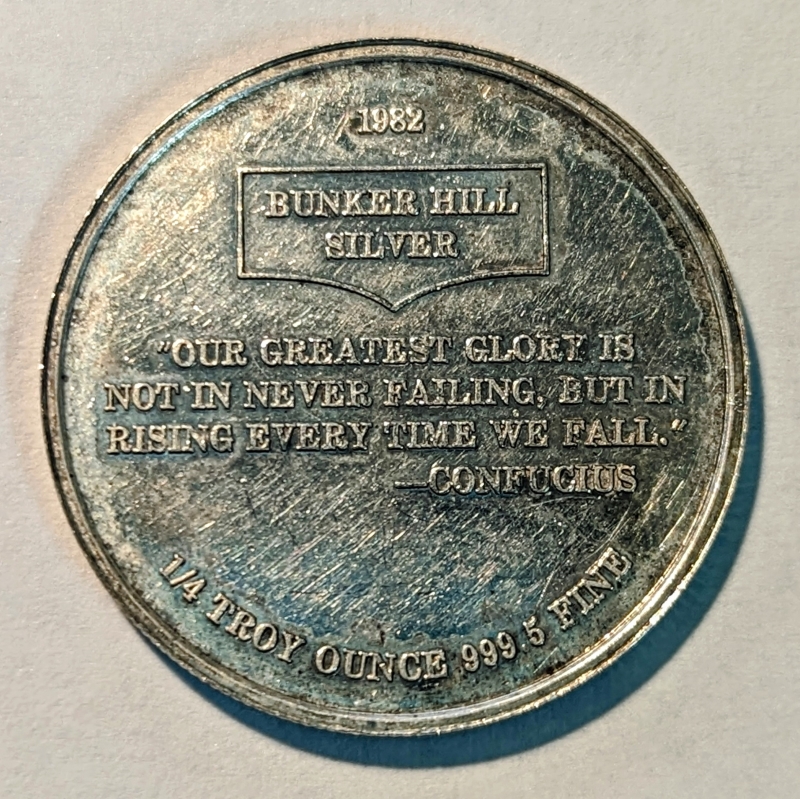 1982
BUNKER HILL
SILVER
"OUR GREATEST GLORY IS
NOT IN NEVER FAILING, BUT IN
RISING EVERY TIME WE FALL."
—CONFUCIUS
1/4 TROY OUNCE 999.5 FINE